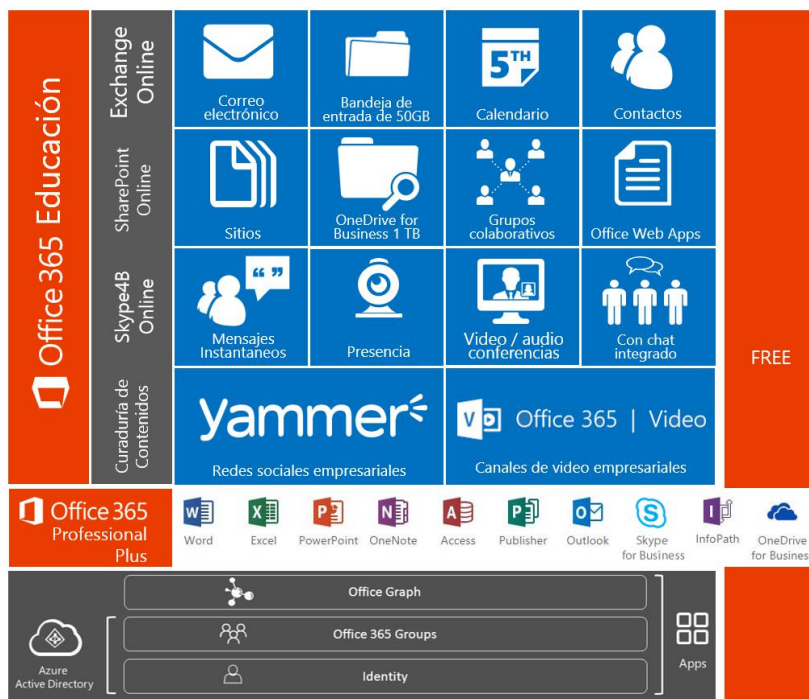 Office 365 Educación
Exchange
Online
Correo
electrónico
Bandeja de
entrada de 50GB
5TH
Calendario
Contactos
SharePoint
Online
Sitios
OneDrive for
Business 1 TB
Grupos
colaborativos
Office Web Apps
Skype4B
Online
Mensajes
Instantaneos
Presencia
Video / audio
conferencias
Con chat
integrado
FREE
Curaduría de
Contenidos
yammer
Redes sociales empresariales
V Office 365 | Video
Canales de video empresariales
Office 365
Professional
Plus
Word
Excel
PowerPoint
OneNote
Access
Publisher
Outlook
Skype
for Business
InfoPath
OneDrive
for Busines
Azure
Active Directory
Office Graph
Office 365 Groups
Identity
Apps